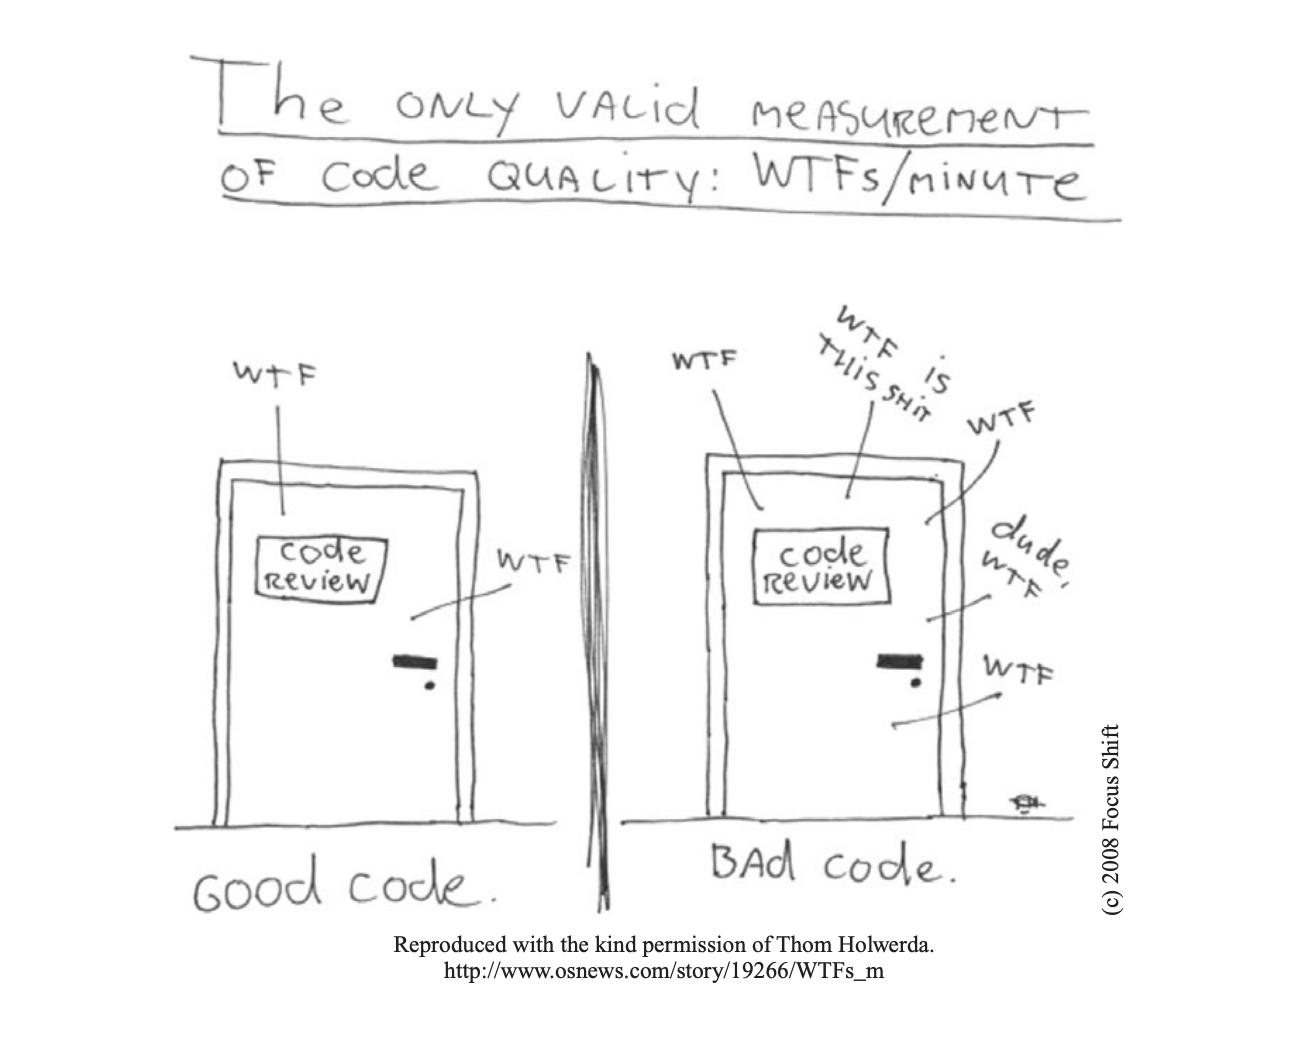 The ONLY VALid MeASUREMENT
OF Code QUALITY: WTFs/MINUTE
WTF
code
REVIEW
WTF
Good code.
WTF
WTF is
THIS SHIT
WTF
code
REVIEW
dude,
WTF
WTF
BAd code.
(c) 2008 Focus Shift
Reproduced with the kind permission of Thom Holwerda.
http://www.osnews.com/story/19266/WTFs_m